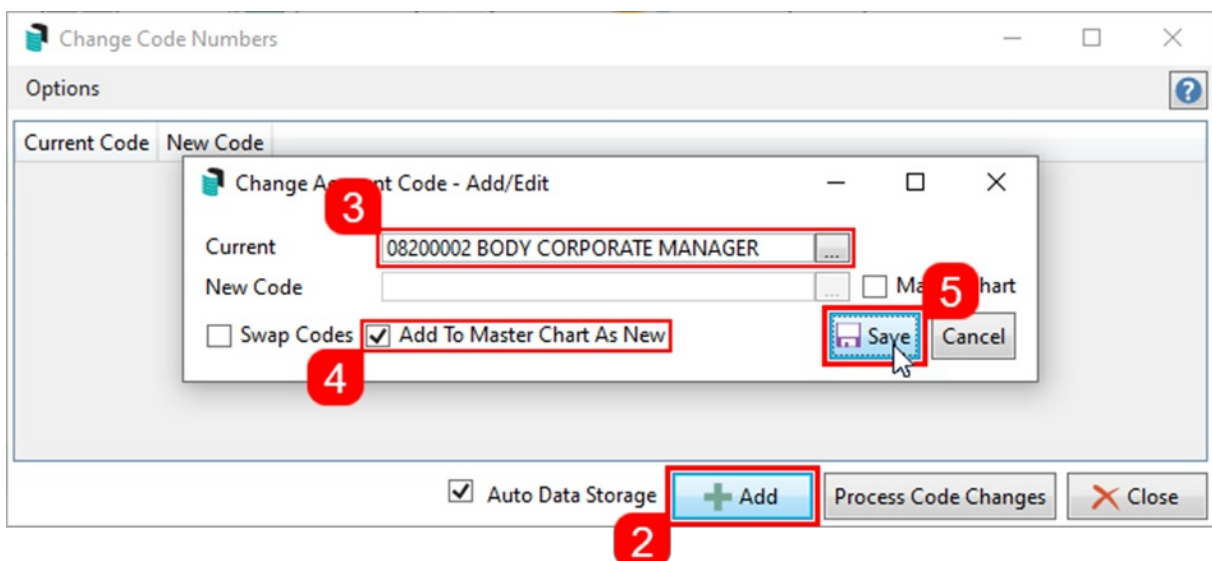 Change Code Numbers
Options
Current Code New Code
Change Account Code - Add/Edit
3
Current 08200002 BODY CORPORATE MANAGER ...
New Code ... Master Chart
5
Swap Codes Add To Master Chart As New Save Cancel
4
Auto Data Storage Add Process Code Changes Close
2